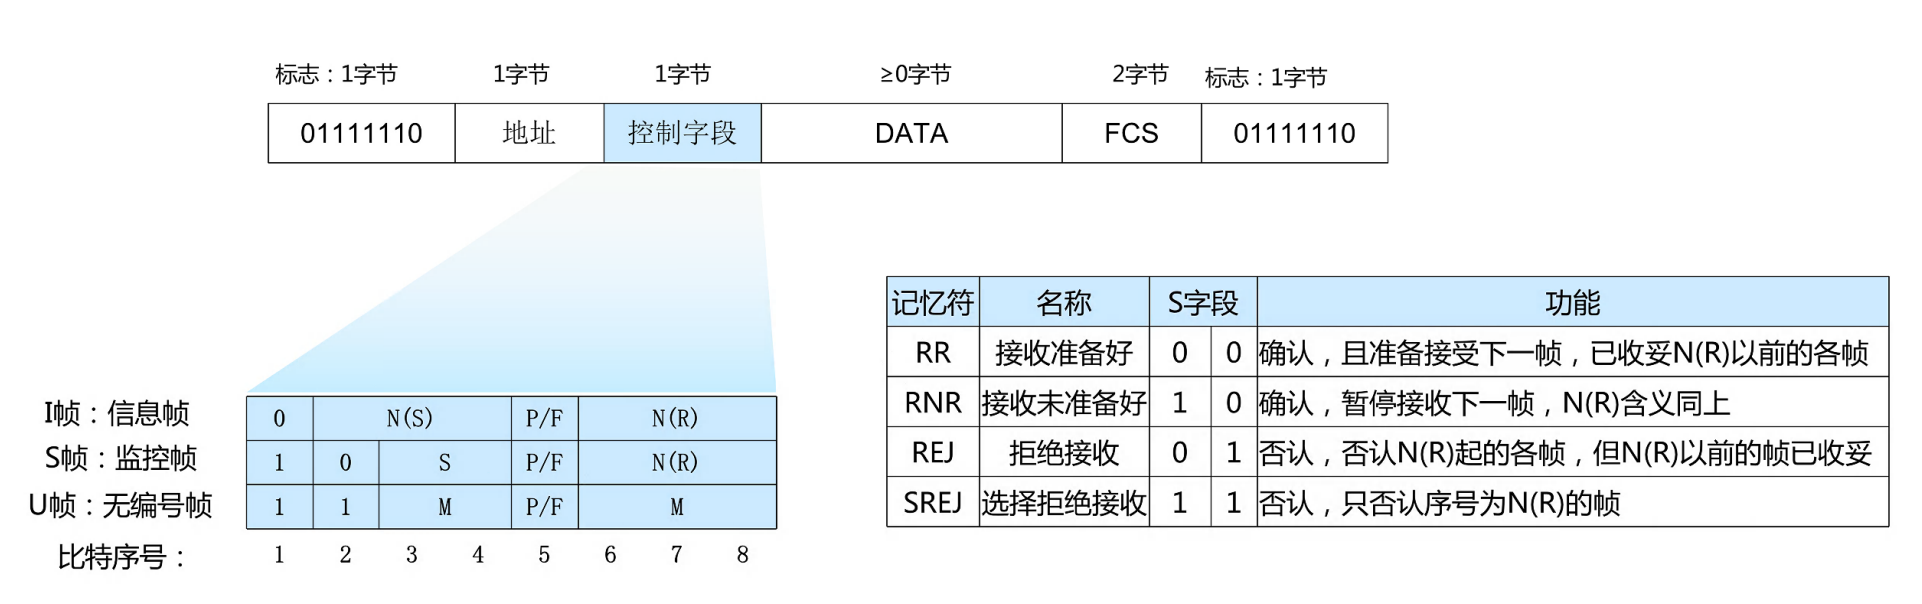 标志：1字节 1字节 1字节 ≥0字节 2字节 标志：1字节
01111110 地址 控制字段 DATA FCS 01111110
记忆符 名称 S字段 功能
RR 接收准备好 0 0 确认，且准备接受下一帧，已收妥N(R)以前的各帧
RNR 接收未准备好 1 0 确认，暂停接收下一帧，N(R)含义同上
REJ 拒绝接收 0 1 否认，否认N(R)起的各帧，但N(R)以前的帧已收妥
SREJ 选择拒绝接收 1 1 否认，只否认序号为N(R)的帧
I帧：信息帧 0 N(S) P/F N(R)
S帧：监控帧 1 0 S P/F N(R)
U帧：无编号帧 1 1 M P/F M
比特序号： 1 2 3 4 5 6 7 8